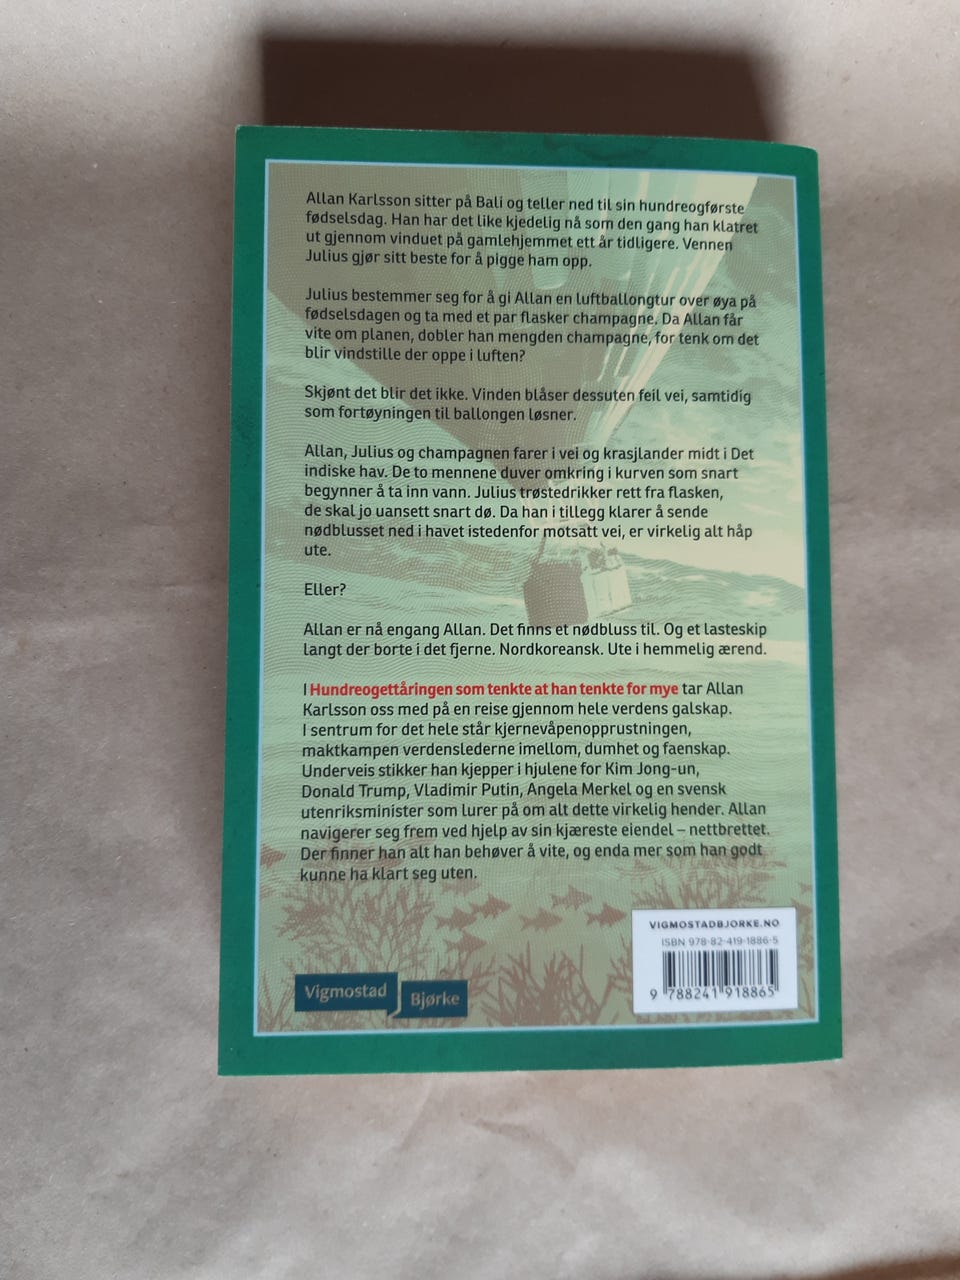 Allan Karlsson sitter på Bali og teller ned til sin hundreogførste
fødselsdag. Han har det like kjedelig nå som den gang han klatret
ut gjennom vinduet på gamlehjemmet ett år tidligere. Vennen
Julius gjør sitt beste for å pigge ham opp.
Julius bestemmer seg for å gi Allan en luftballongtur over øya på
fødselsdagen og ta med et par flasker champagne. Da Allan får
vite om planen, dobler han mengden champagne, for tenk om det
blir vindstille der oppe i luften?
Skjønt det blir det ikke. Vinden blåser dessuten feil vei, samtidig
som fortøyningen til ballongen løsner.
Allan, Julius og champagnen farer i vei og krasjlander midt i Det
indiske hav. De to mennene duver omkring i kurven som snart
begynner å ta inn vann. Julius trøstedrikker rett fra flasken,
de skal jo uansett snart dø. Da han i tillegg klarer å sende
nødblusset ned i havet istedenfor motsatt vei, er virkelig alt håp
ute.
Eller?
Allan er nå engang Allan. Det finns et nødbluss til. Og et lasteskip
langt der borte i det fjerne. Nordkoreansk. Ute i hemmelig ærend.
I Hundreogettåringen som tenkte at han tenkte for mye tar Allan
Karlsson oss med på en reise gjennom hele verdens galskap.
I sentrum for det hele står kjernevåpenopprustningen,
maktkampen verdenslederne imellom, dumhet og faenskap.
Underveis stikker han kjepper i hjulene for Kim Jong-un,
Donald Trump, Vladimir Putin, Angela Merkel og en svensk
utenriksminister som lurer på om alt dette virkelig hender. Allan
navigerer seg frem ved hjelp av sin kjæreste eiendel – nettbrettet.
Der finner han alt han behøver å vite, og enda mer som han godt
kunne ha klart seg uten.
VIGMOSTADBJORKE.NO
ISBN 978-82-419-1886-5
9 788241 918865
Vigmostad
Bjørke